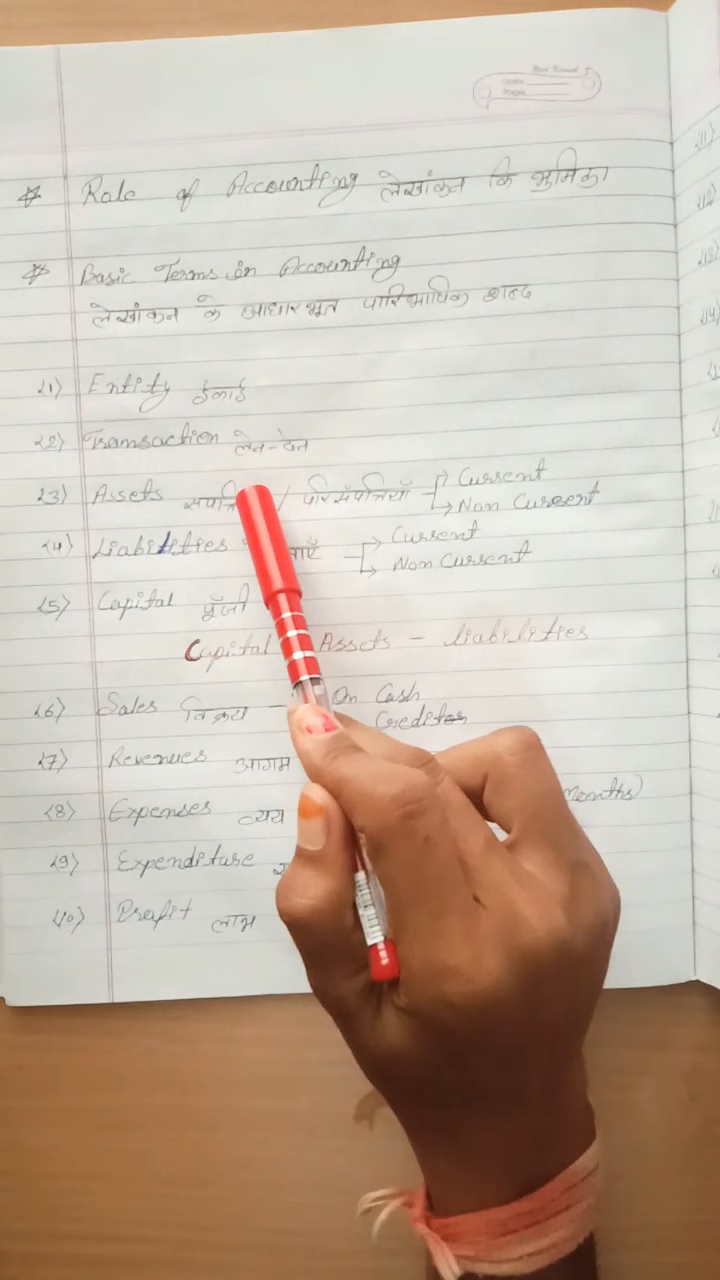 Role of Accounting लेखांकन कि भुमिका
Basic Terms in Accounting
लेखांकन के आधारभूत पारिभाषिक शब्द
(1) Entity ईकाई
(2) Transaction लेन-देन
(3) Assets / परिसंपत्तियाँ → Current
→ Non Current
(4) Liabilities → Current
→ Non Current
(5) Capital पूँजी
Capital Assets - liabilities
(6) Sales विक्रय - On Cash
Creditor
(7) Revenues आगम
(8) Expenses व्यय Months)
(9) Expenditure
(10) Profit लाभ